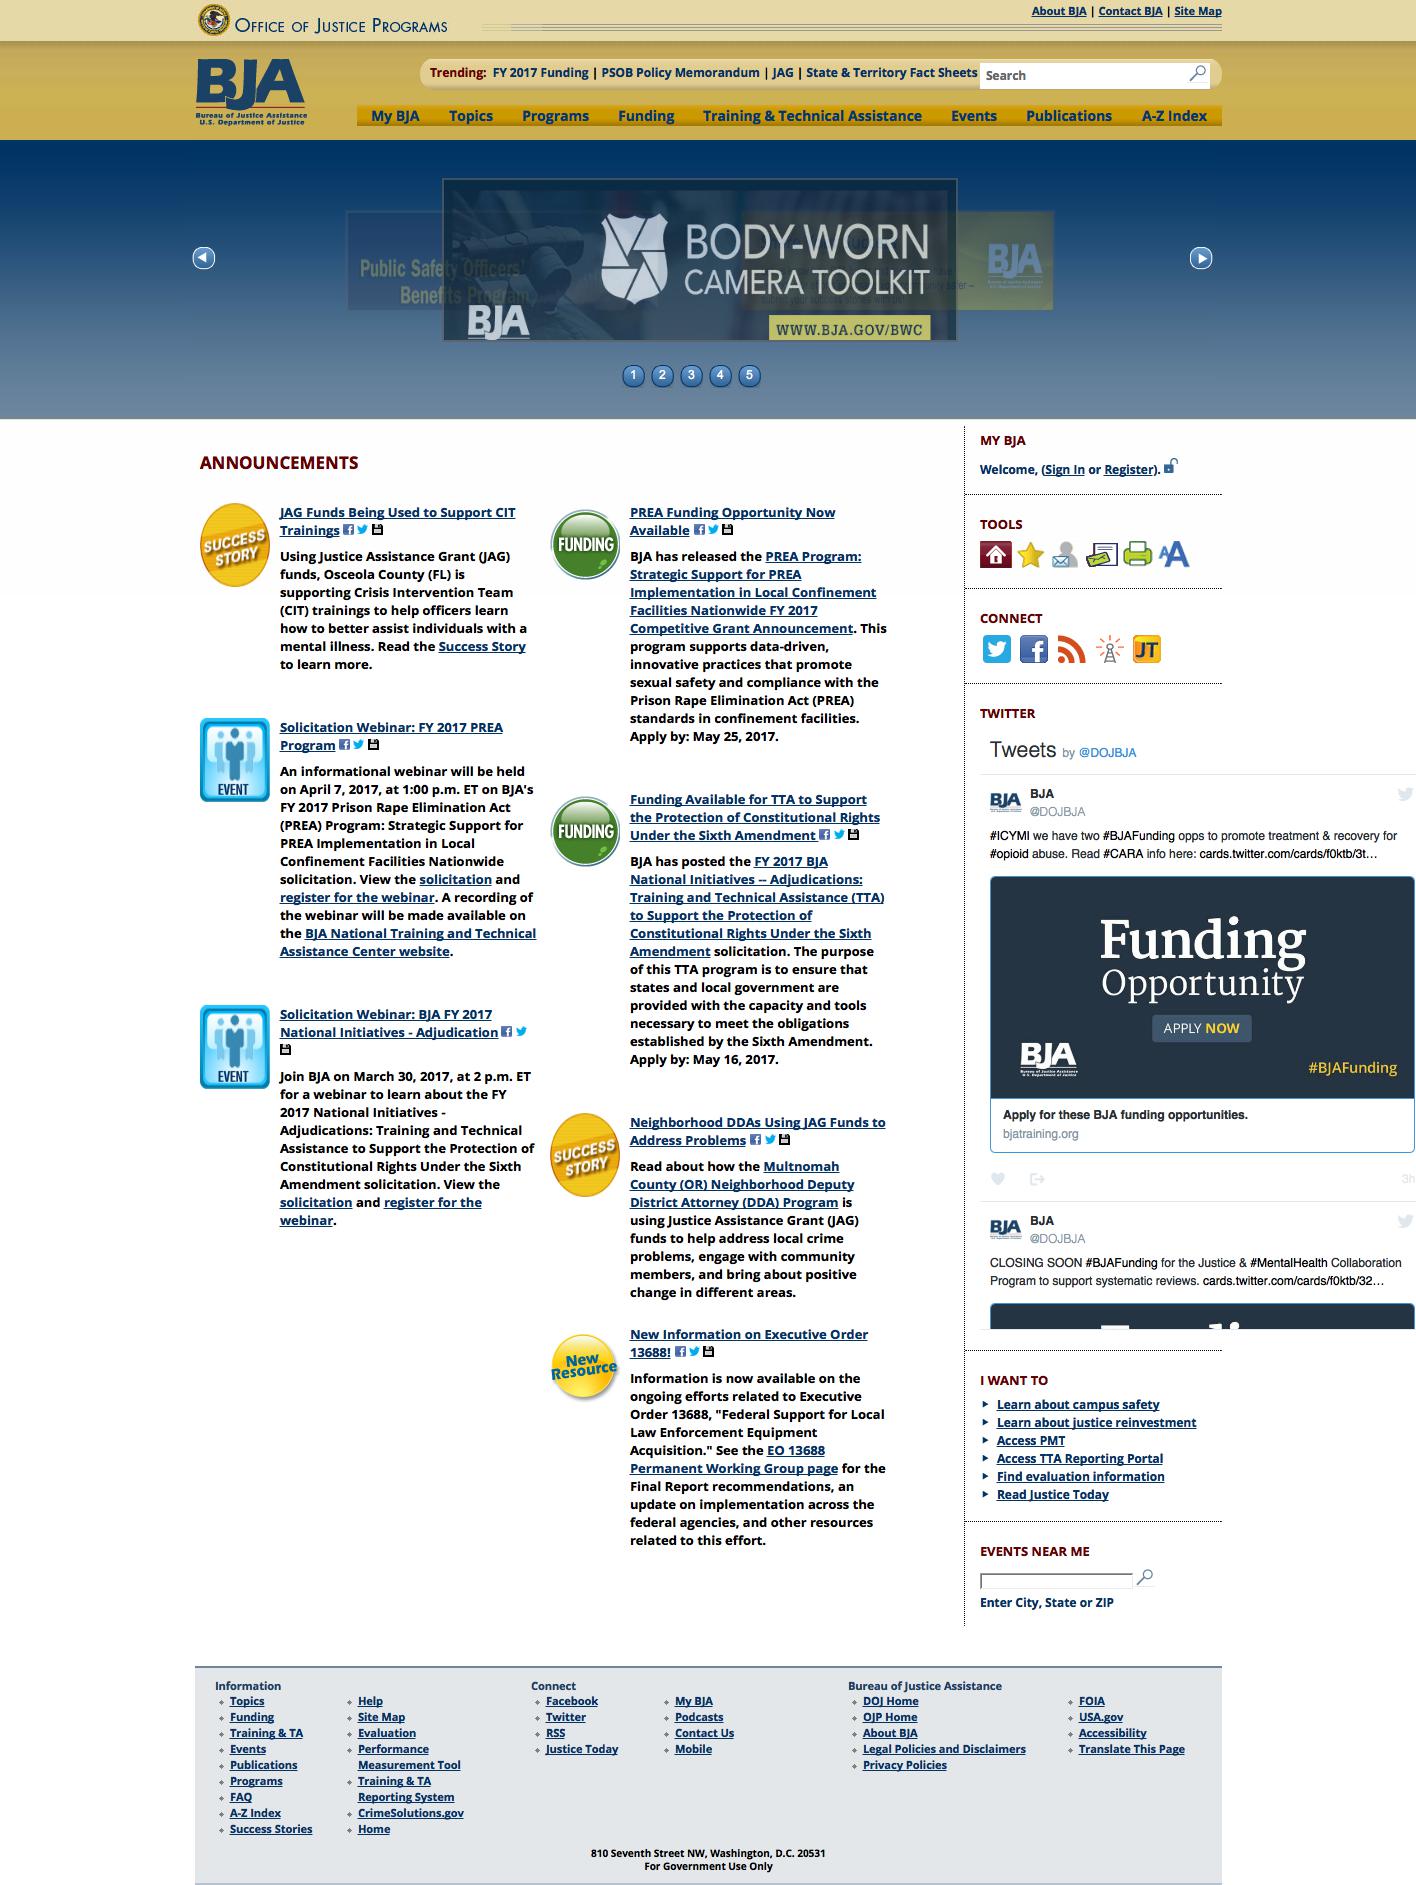 OFFICE OF JUSTICE PROGRAMS
About BJA | Contact BJA | Site Map
BJA
Bureau of Justice Assistance
U.S. Department of Justice
Trending: FY 2017 Funding | PSOB Policy Memorandum | JAG | State & Territory Fact Sheets
Search
My BJA Topics Programs Funding Training & Technical Assistance Events Publications A-Z Index
Public Safety Officers'
Benefits Program
BODY-WORN
CAMERA TOOLKIT
BJA
WWW.BJA.GOV/BWC
BJA
1 2 3 4 5
ANNOUNCEMENTS
SUCCESS STORY
JAG Funds Being Used to Support CIT
Trainings
Using Justice Assistance Grant (JAG)
funds, Osceola County (FL) is
supporting Crisis Intervention Team
(CIT) trainings to help officers learn
how to better assist individuals with a
mental illness. Read the Success Story
to learn more.
EVENT
Solicitation Webinar: FY 2017 PREA
Program
An informational webinar will be held
on April 7, 2017, at 1:00 p.m. ET on BJA's
FY 2017 Prison Rape Elimination Act
(PREA) Program: Strategic Support for
PREA Implementation in Local
Confinement Facilities Nationwide
solicitation. View the solicitation and
register for the webinar. A recording of
the webinar will be made available on
the BJA National Training and Technical
Assistance Center website.
EVENT
Solicitation Webinar: BJA FY 2017
National Initiatives - Adjudication
Join BJA on March 30, 2017, at 2 p.m. ET
for a webinar to learn about the FY
2017 National Initiatives -
Adjudications: Training and Technical
Assistance to Support the Protection of
Constitutional Rights Under the Sixth
Amendment solicitation. View the
solicitation and register for the
webinar.
FUNDING
PREA Funding Opportunity Now
Available
BJA has released the PREA Program:
Strategic Support for PREA
Implementation in Local Confinement
Facilities Nationwide FY 2017
Competitive Grant Announcement. This
program supports data-driven,
innovative practices that promote
sexual safety and compliance with the
Prison Rape Elimination Act (PREA)
standards in confinement facilities.
Apply by: May 25, 2017.
FUNDING
Funding Available for TTA to Support
the Protection of Constitutional Rights
Under the Sixth Amendment
BJA has posted the FY 2017 BJA
National Initiatives -- Adjudications:
Training and Technical Assistance (TTA)
to Support the Protection of
Constitutional Rights Under the Sixth
Amendment solicitation. The purpose
of this TTA program is to ensure that
states and local government are
provided with the capacity and tools
necessary to meet the obligations
established by the Sixth Amendment.
Apply by: May 16, 2017.
SUCCESS STORY
Neighborhood DDAs Using JAG Funds to
Address Problems
Read about how the Multnomah
County (OR) Neighborhood Deputy
District Attorney (DDA) Program is
using Justice Assistance Grant (JAG)
funds to help address local crime
problems, engage with community
members, and bring about positive
change in different areas.
New Resource
New Information on Executive Order
13688!
Information is now available on the
ongoing efforts related to Executive
Order 13688, "Federal Support for Local
Law Enforcement Equipment
Acquisition." See the EO 13688
Permanent Working Group page for the
Final Report recommendations, an
update on implementation across the
federal agencies, and other resources
related to this effort.
MY BJA
Welcome, (Sign In or Register).
TOOLS
AA
CONNECT
JT
TWITTER
Tweets by @DOJBJA
BJA
BJA
@DOJBJA
#ICYMI we have two #BJAFunding opps to promote treatment & recovery for
#opioid abuse. Read #CARA info here: cards.twitter.com/cards/f0ktb/3t…
Funding
Opportunity
APPLY NOW
BJA
Bureau of Justice Assistance
U.S. Department of Justice
#BJAFunding
Apply for these BJA funding opportunities.
bjatraining.org
3h
BJA
BJA
@DOJBJA
CLOSING SOON #BJAFunding for the Justice & #MentalHealth Collaboration
Program to support systematic reviews. cards.twitter.com/cards/f0ktb/32…
I WANT TO
Learn about campus safety
Learn about justice reinvestment
Access PMT
Access TTA Reporting Portal
Find evaluation information
Read Justice Today
EVENTS NEAR ME
Enter City, State or ZIP
Information
Topics
Funding
Training & TA
Events
Publications
Programs
FAQ
A-Z Index
Success Stories
Help
Site Map
Evaluation
Performance
Measurement Tool
Training & TA
Reporting System
CrimeSolutions.gov
Home
Connect
Facebook
Twitter
RSS
Justice Today
My BJA
Podcasts
Contact Us
Mobile
Bureau of Justice Assistance
DOJ Home
OJP Home
About BJA
Legal Policies and Disclaimers
Privacy Policies
FOIA
USA.gov
Accessibility
Translate This Page
810 Seventh Street NW, Washington, D.C. 20531
For Government Use Only